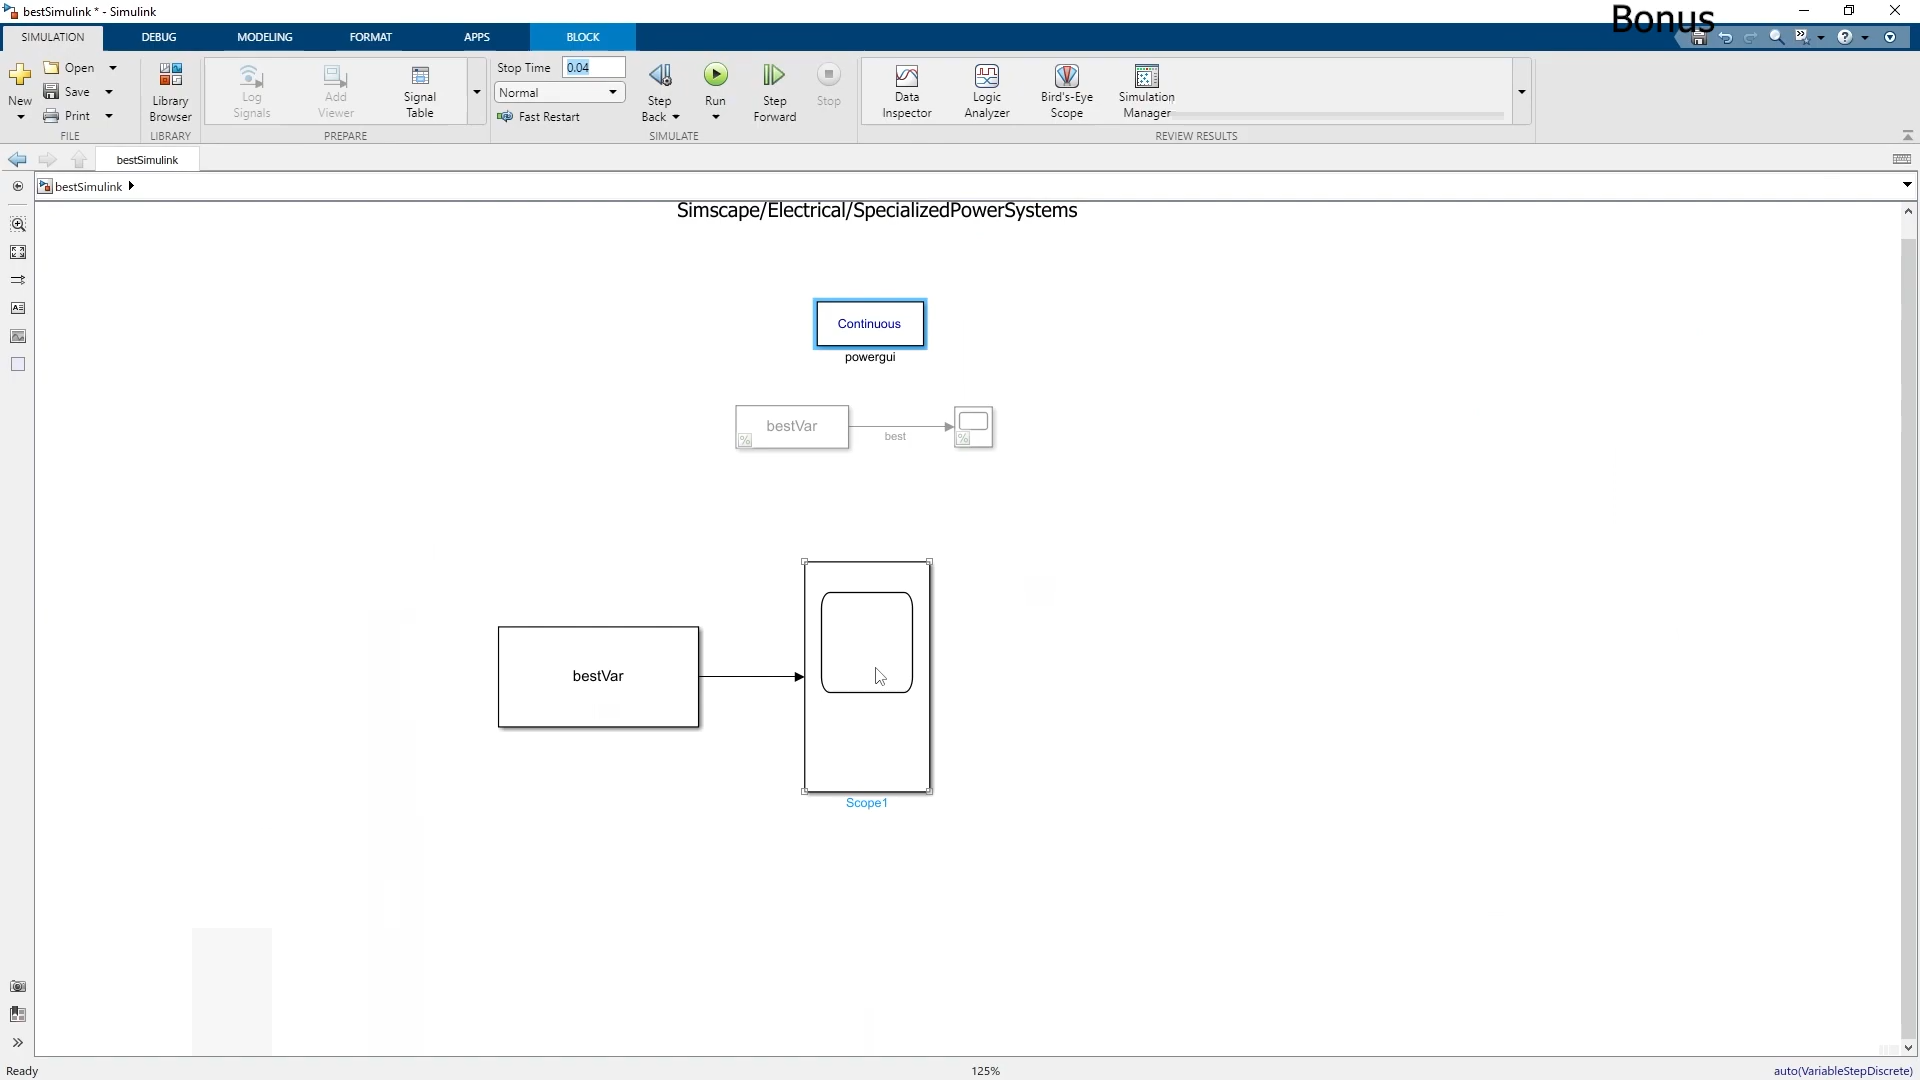 bestSimulink * - Simulink
Bonus
SIMULATION DEBUG MODELING FORMAT APPS BLOCK
New
Open
Save
Print
FILE
Library
Browser
LIBRARY
Log
Signals
Add
Viewer
Signal
Table
PREPARE
Stop Time 0.04
Normal
Fast Restart
Step
Back
Run
Step
Forward
Stop
SIMULATE
Data
Inspector
Logic
Analyzer
Bird's-Eye
Scope
Simulation
Manager
REVIEW RESULTS
bestSimulink
bestSimulink
Simscape/Electrical/SpecializedPowerSystems
Continuous
powergui
bestVar
best
bestVar
Scope1
Ready
125%
auto(VariableStepDiscrete)